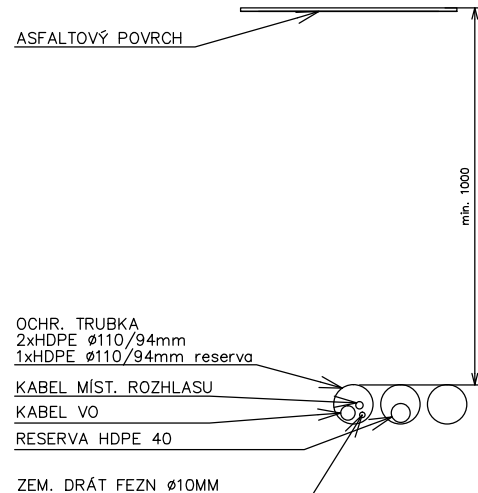 ASFALTOVÝ POVRCH
min. 1000
OCHR. TRUBKA
2xHDPE ø110/94mm
1xHDPE ø110/94mm reserva
KABEL MÍST. ROZHLASU
KABEL VO
RESERVA HDPE 40
ZEM. DRÁT FEZN ø10MM